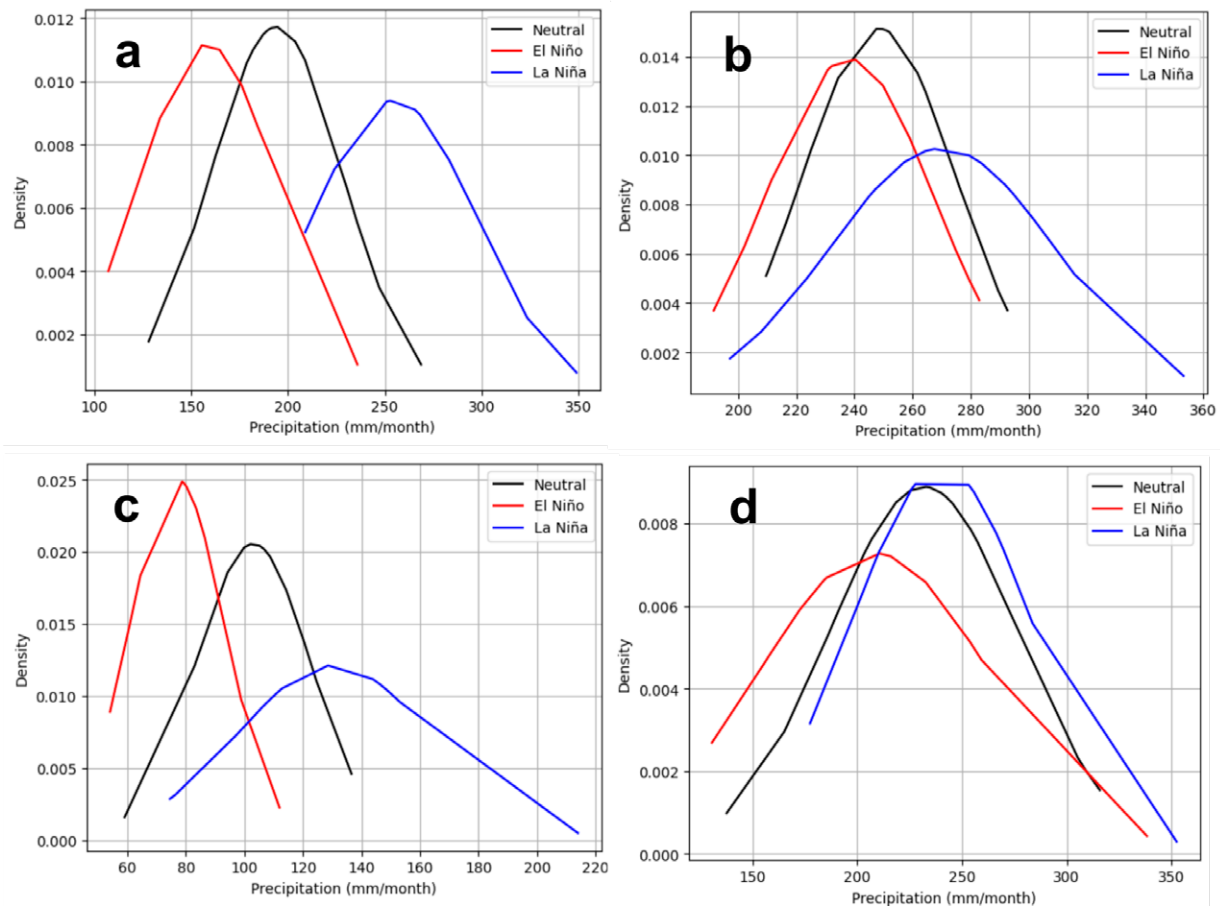 a
Neutral
El Niño
La Niña
0.012
0.010
0.008
0.006
0.004
0.002
Density
100 150 200 250 300 350
Precipitation (mm/month)
b
Neutral
El Niño
La Niña
0.014
0.012
0.010
0.008
0.006
0.004
0.002
Density
200 220 240 260 280 300 320 340 360
Precipitation (mm/month)
c
Neutral
El Niño
La Niña
0.025
0.020
0.015
0.010
0.005
0.000
Density
60 80 100 120 140 160 180 200 220
Precipitation (mm/month)
d
Neutral
El Niño
La Niña
0.008
0.006
0.004
0.002
0.000
Density
150 200 250 300 350
Precipitation (mm/month)